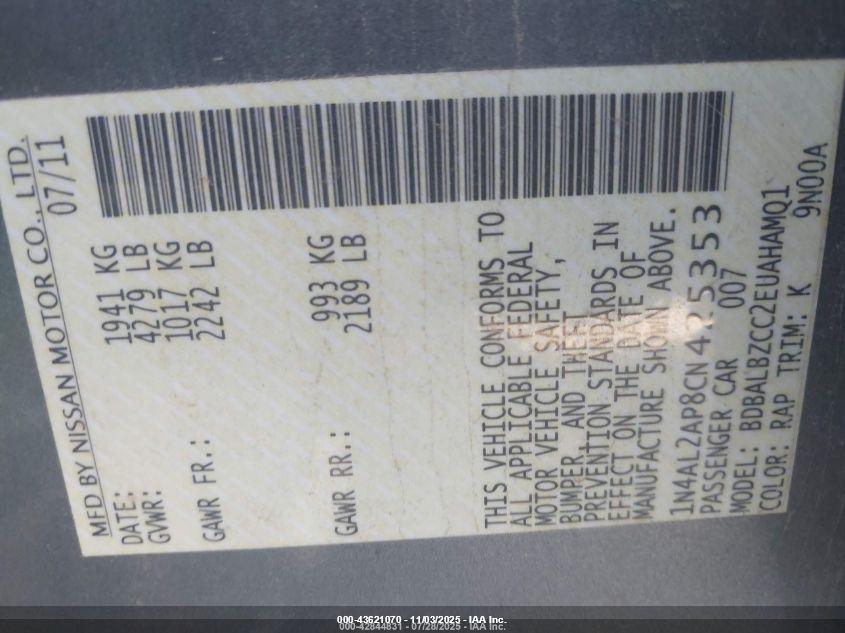 MFD BY NISSAN MOTOR CO., LTD.
DATE: 07/11
GVWR: 1941 KG
4279 LB
GAWR FR.: 1017 KG
2242 LB
GAWR RR.: 993 KG
2189 LB
THIS VEHICLE CONFORMS TO
ALL APPLICABLE FEDERAL
MOTOR VEHICLE SAFETY,
BUMPER, AND THEFT
PREVENTION STANDARDS IN
EFFECT ON THE DATE OF
MANUFACTURE SHOWN ABOVE.
1N4AL2AP8CN425353
PASSENGER CAR 007
MODEL: BDBALBZCC2EUAHAMQ1
COLOR: RAP TRIM: K 9N00A
000-43621070 - 11/03/2025 - IAA Inc.
000-42844831 - 07/28/2025 - IAA Inc.